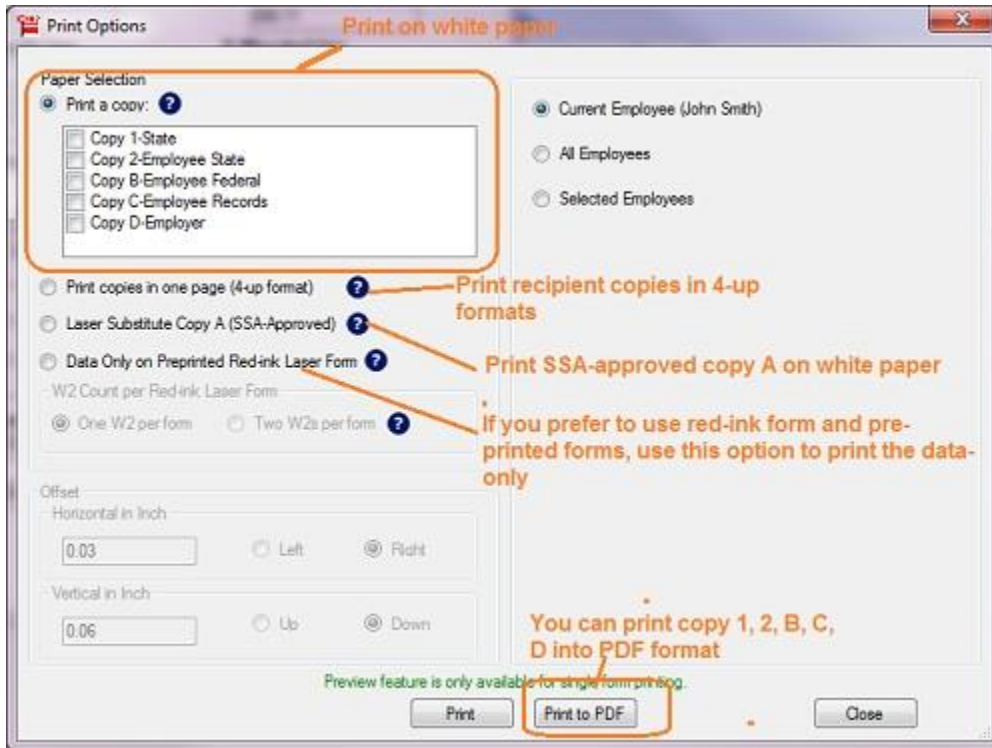 Print Options
Print on white paper
Paper Selection
Print a copy: ?
Copy 1-State
Copy 2-Employee State
Copy B-Employee Federal
Copy C-Employee Records
Copy D-Employer
Current Employee (John Smith)
All Employees
Selected Employees
Print copies in one page (4-up format) ?
Print recipient copies in 4-up
formats
Laser Substitute Copy A (SSA-Approved) ?
Print SSA-approved copy A on white paper
Data Only on Preprinted Red-ink Laser Form ?
W2 Count per Red-ink Laser Form
One W2 per form
Two W2s per form ?
If you prefer to use red-ink form and pre-
printed forms, use this option to print the data-
only
Offset
Horizontal in Inch
0.03
Left
Right
Vertical in Inch
0.06
Up
Down
You can print copy 1, 2, B, C,
D into PDF format
Preview feature is only available for single form printing.
Print
Print to PDF
Close